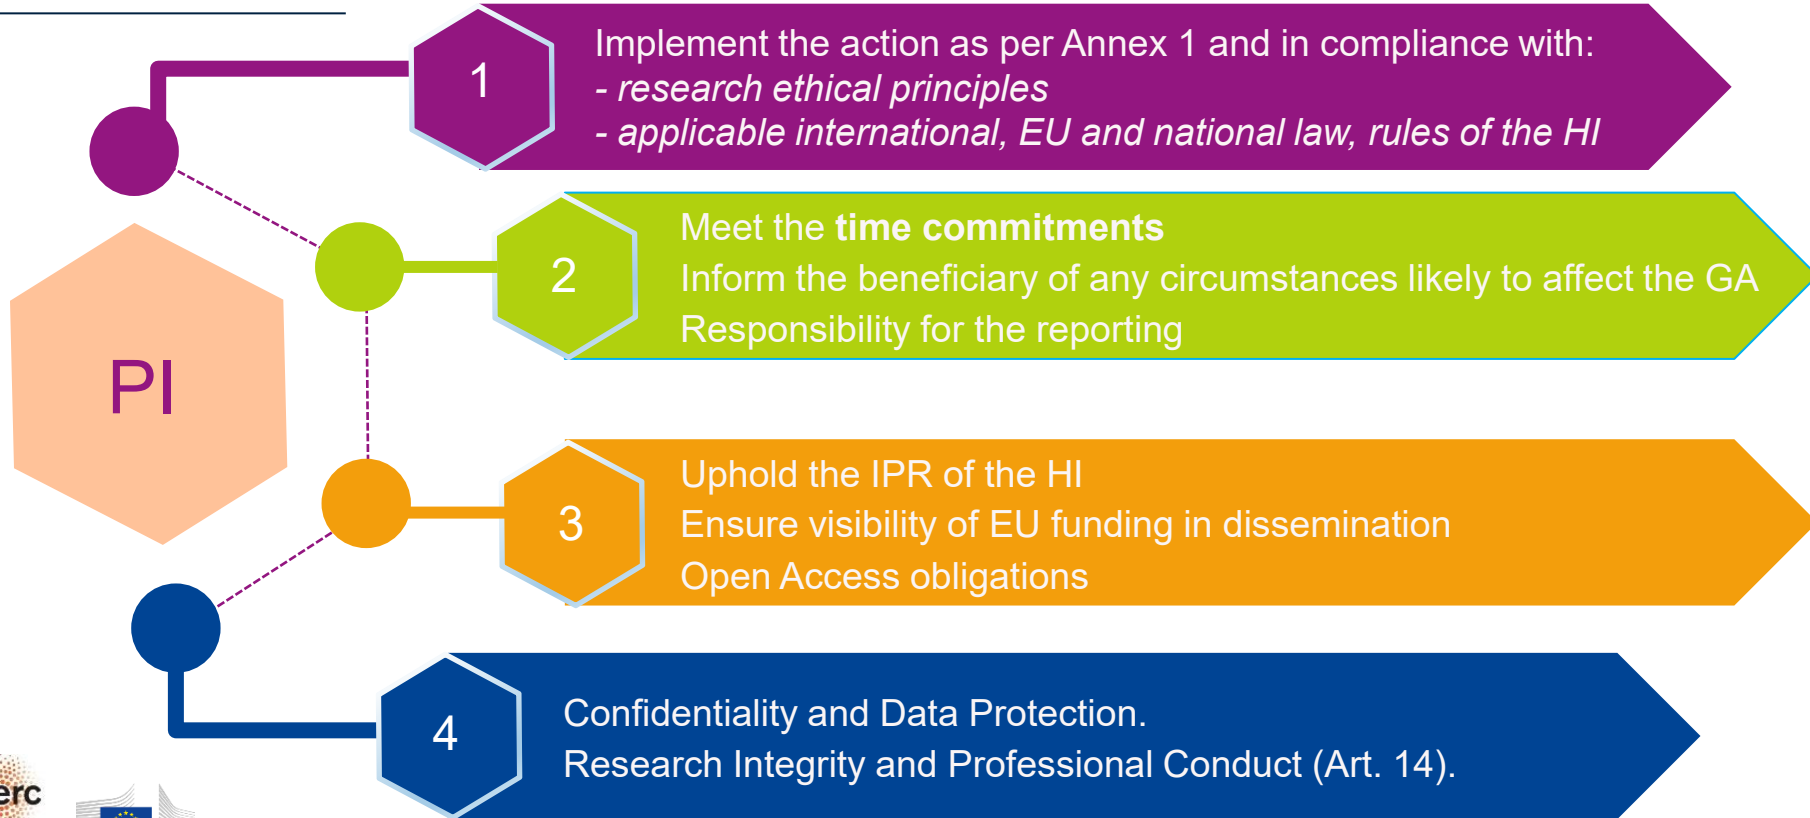 1
Implement the action as per Annex 1 and in compliance with:
- research ethical principles
- applicable international, EU and national law, rules of the HI
2
Meet the time commitments
Inform the beneficiary of any circumstances likely to affect the GA
Responsibility for the reporting
PI
3
Uphold the IPR of the HI
Ensure visibility of EU funding in dissemination
Open Access obligations
4
Confidentiality and Data Protection.
Research Integrity and Professional Conduct (Art. 14).
erc